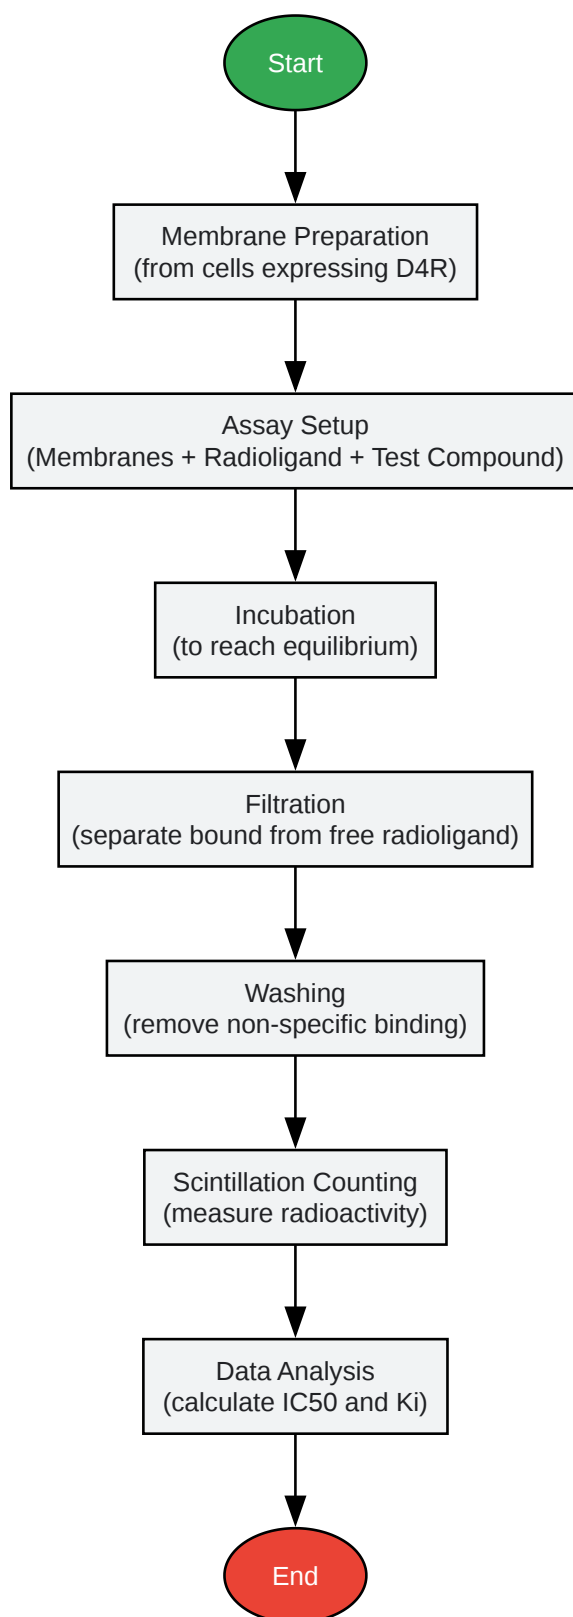 Start
Membrane Preparation
(from cells expressing D4R)
Assay Setup
(Membranes + Radioligand + Test Compound)
Incubation
(to reach equilibrium)
Filtration
(separate bound from free radioligand)
Washing
(remove non-specific binding)
Scintillation Counting
(measure radioactivity)
Data Analysis
(calculate IC50 and Ki)
End